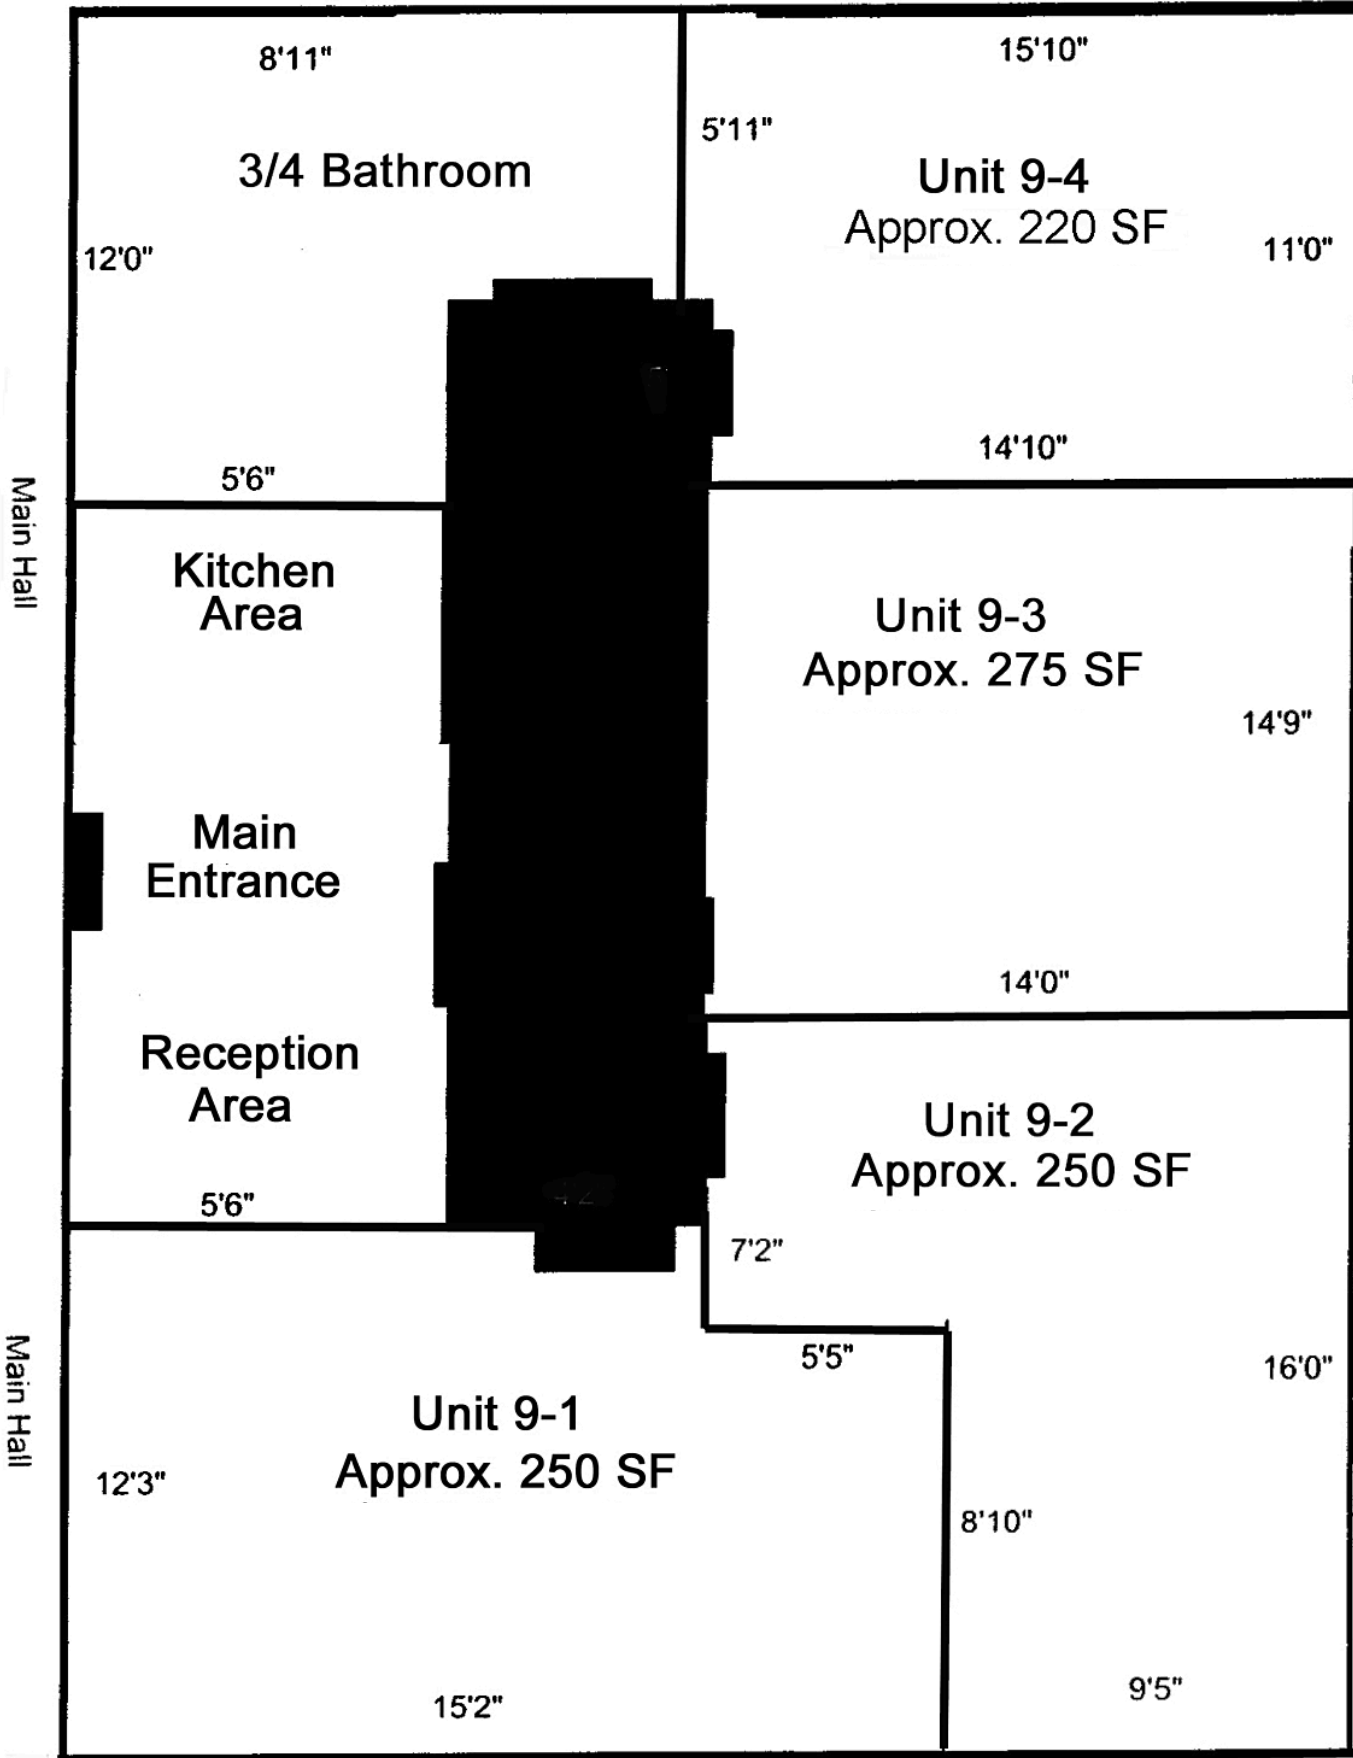 8'11"
15'10"
5'11"
3/4 Bathroom
Unit 9-4
Approx. 220 SF
12'0"
11'0"
14'10"
5'6"
Main Hall
Kitchen
Area
Unit 9-3
Approx. 275 SF
14'9"
Main
Entrance
14'0"
Reception
Area
Unit 9-2
Approx. 250 SF
5'6"
7'2"
5'5"
16'0"
Main Hall
Unit 9-1
Approx. 250 SF
12'3"
8'10"
9'5"
15'2"